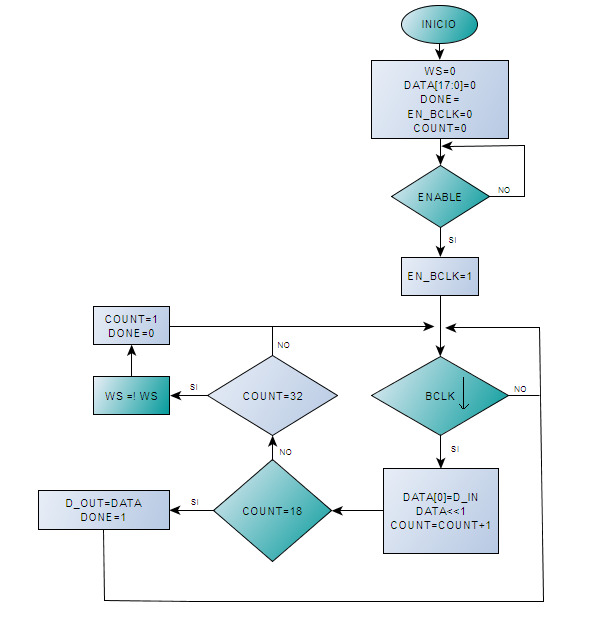 INICIO
WS=0
DATA[17:0]=0
DONE=
EN_BCLK=0
COUNT=0
ENABLE
NO
SI
EN_BCLK=1
COUNT=1
DONE=0
NO
WS =! WS
SI
COUNT=32
BCLK
NO
SI
NO
D_OUT=DATA
DONE=1
SI
COUNT=18
DATA[0]=D_IN
DATA<<1
COUNT=COUNT+1